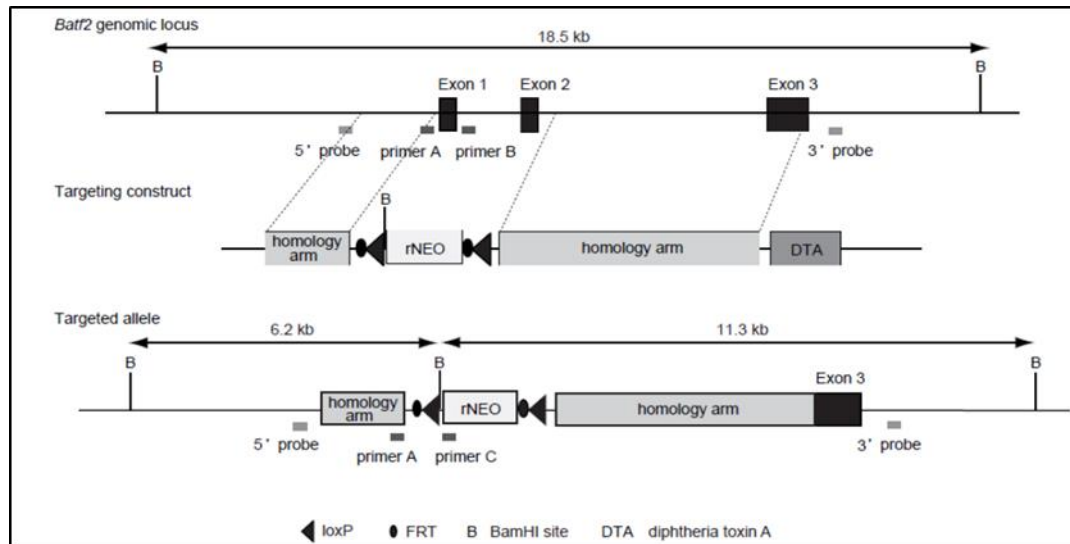 Batf2 genomic locus
18.5 kb
B B
Exon 1 Exon 2 Exon 3
5' probe primer A primer B 3' probe
Targeting construct
B
homology arm rNEO homology arm DTA
Targeted allele
6.2 kb 11.3 kb
B B B
Exon 3
homology arm rNEO homology arm
5' probe primer A primer C 3' probe
loxP FRT B BamHI site DTA diphtheria toxin A